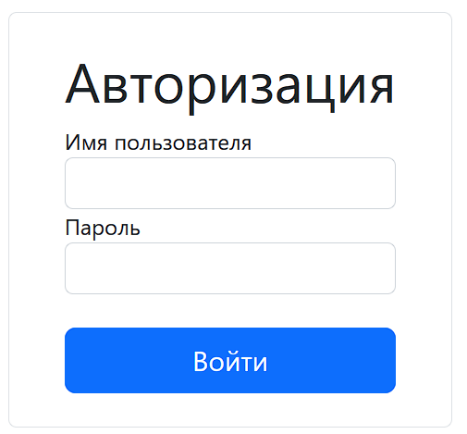 Авторизация
Имя пользователя
Пароль
Войти